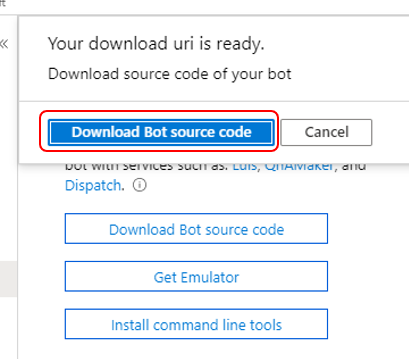 Your download uri is ready.
Download source code of your bot
Download Bot source code Cancel
bot with services such as: Luis, QnAMaker, and
Dispatch.
Download Bot source code
Get Emulator
Install command line tools